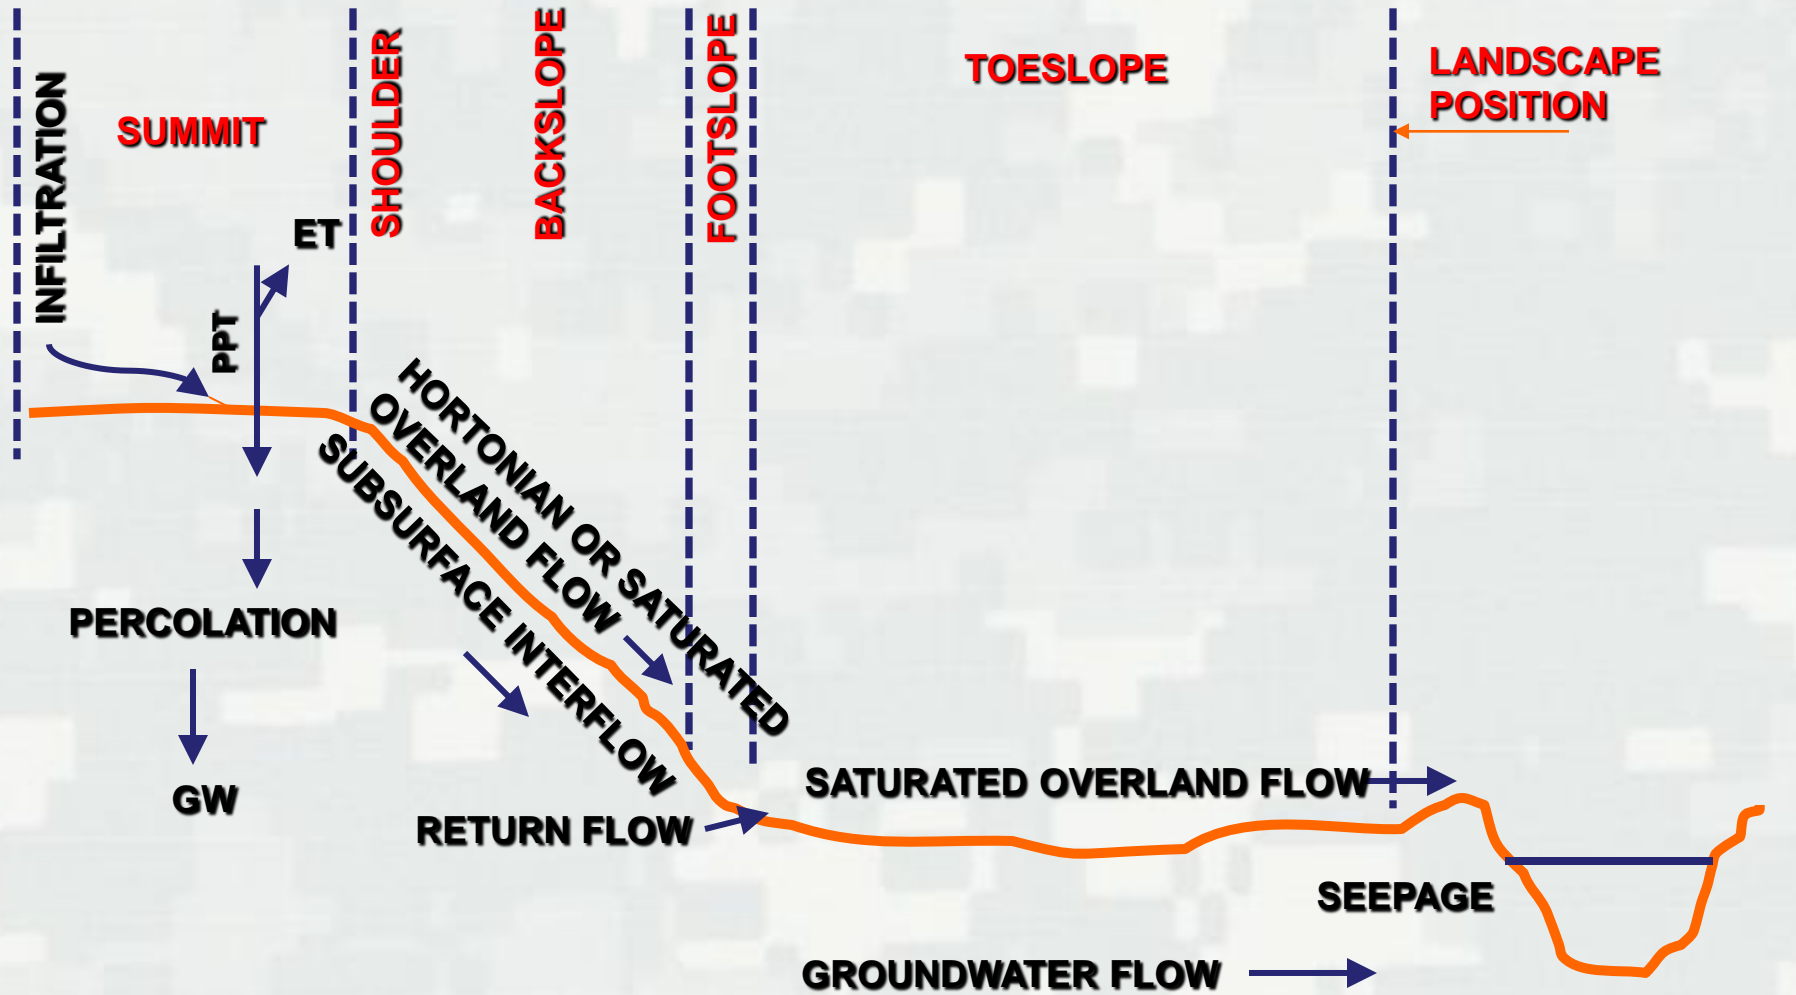 INFILTRATION
SUMMIT
SHOULDER
BACKSLOPE
FOOTSLOPE
TOESLOPE
LANDSCAPE
POSITION
ET
PPT
HORTONIAN OR SATURATED
OVERLAND FLOW
SUBSURFACE INTERFLOW
PERCOLATION
GW
RETURN FLOW
SATURATED OVERLAND FLOW
SEEPAGE
GROUNDWATER FLOW